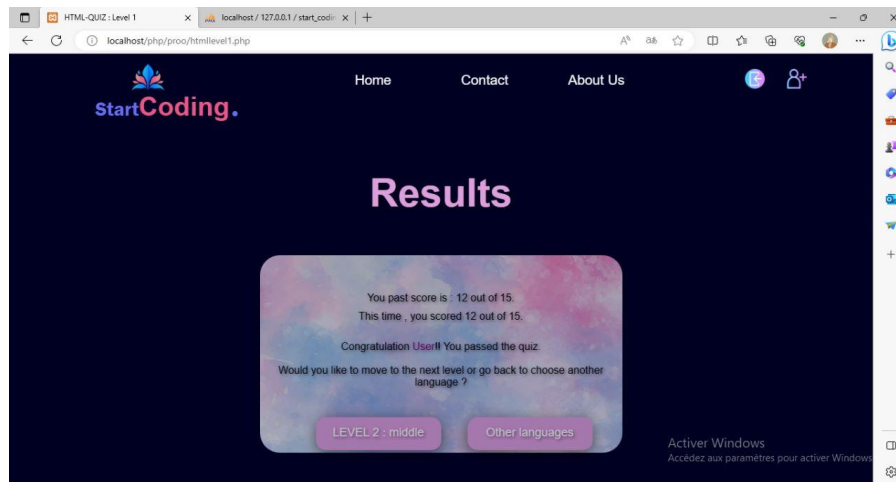 HTML-QUIZ : Level 1
localhost / 127.0.0.1 / start_codin
localhost/php/proo/htmllevel1.php
Home Contact About Us
StartCoding.
Results
You past score is : 12 out of 15.
This time , you scored 12 out of 15.
Congratulation User!! You passed the quiz.
Would you like to move to the next level or go back to choose another
language ?
LEVEL 2 : middle Other languages
Activer Windows
Accédez aux paramètres pour activer Windows